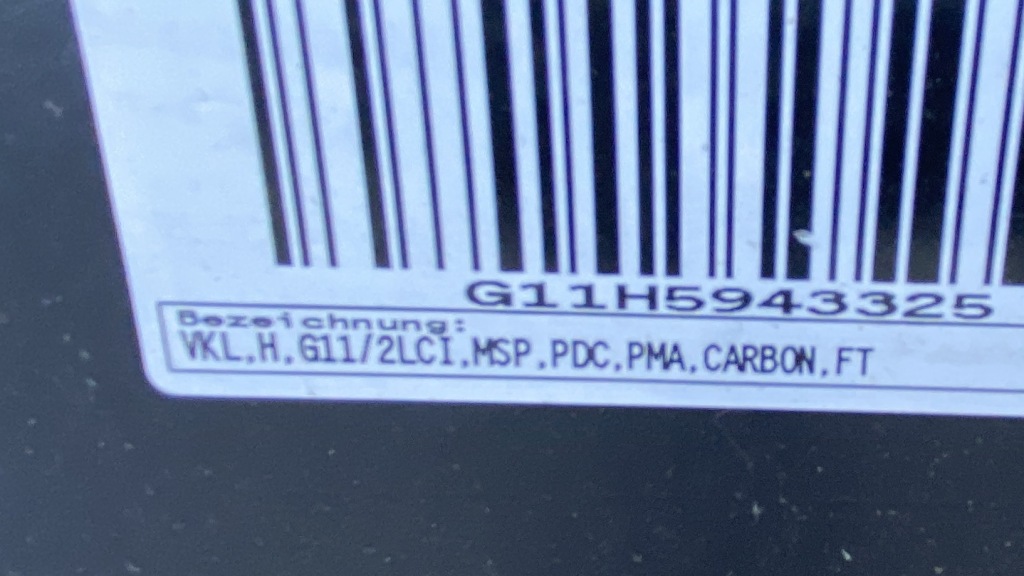 G11H5943325
Bezeichnung:
VKL,H,G11/2LCI,MSP,PDC,PMA,CARBON,FT